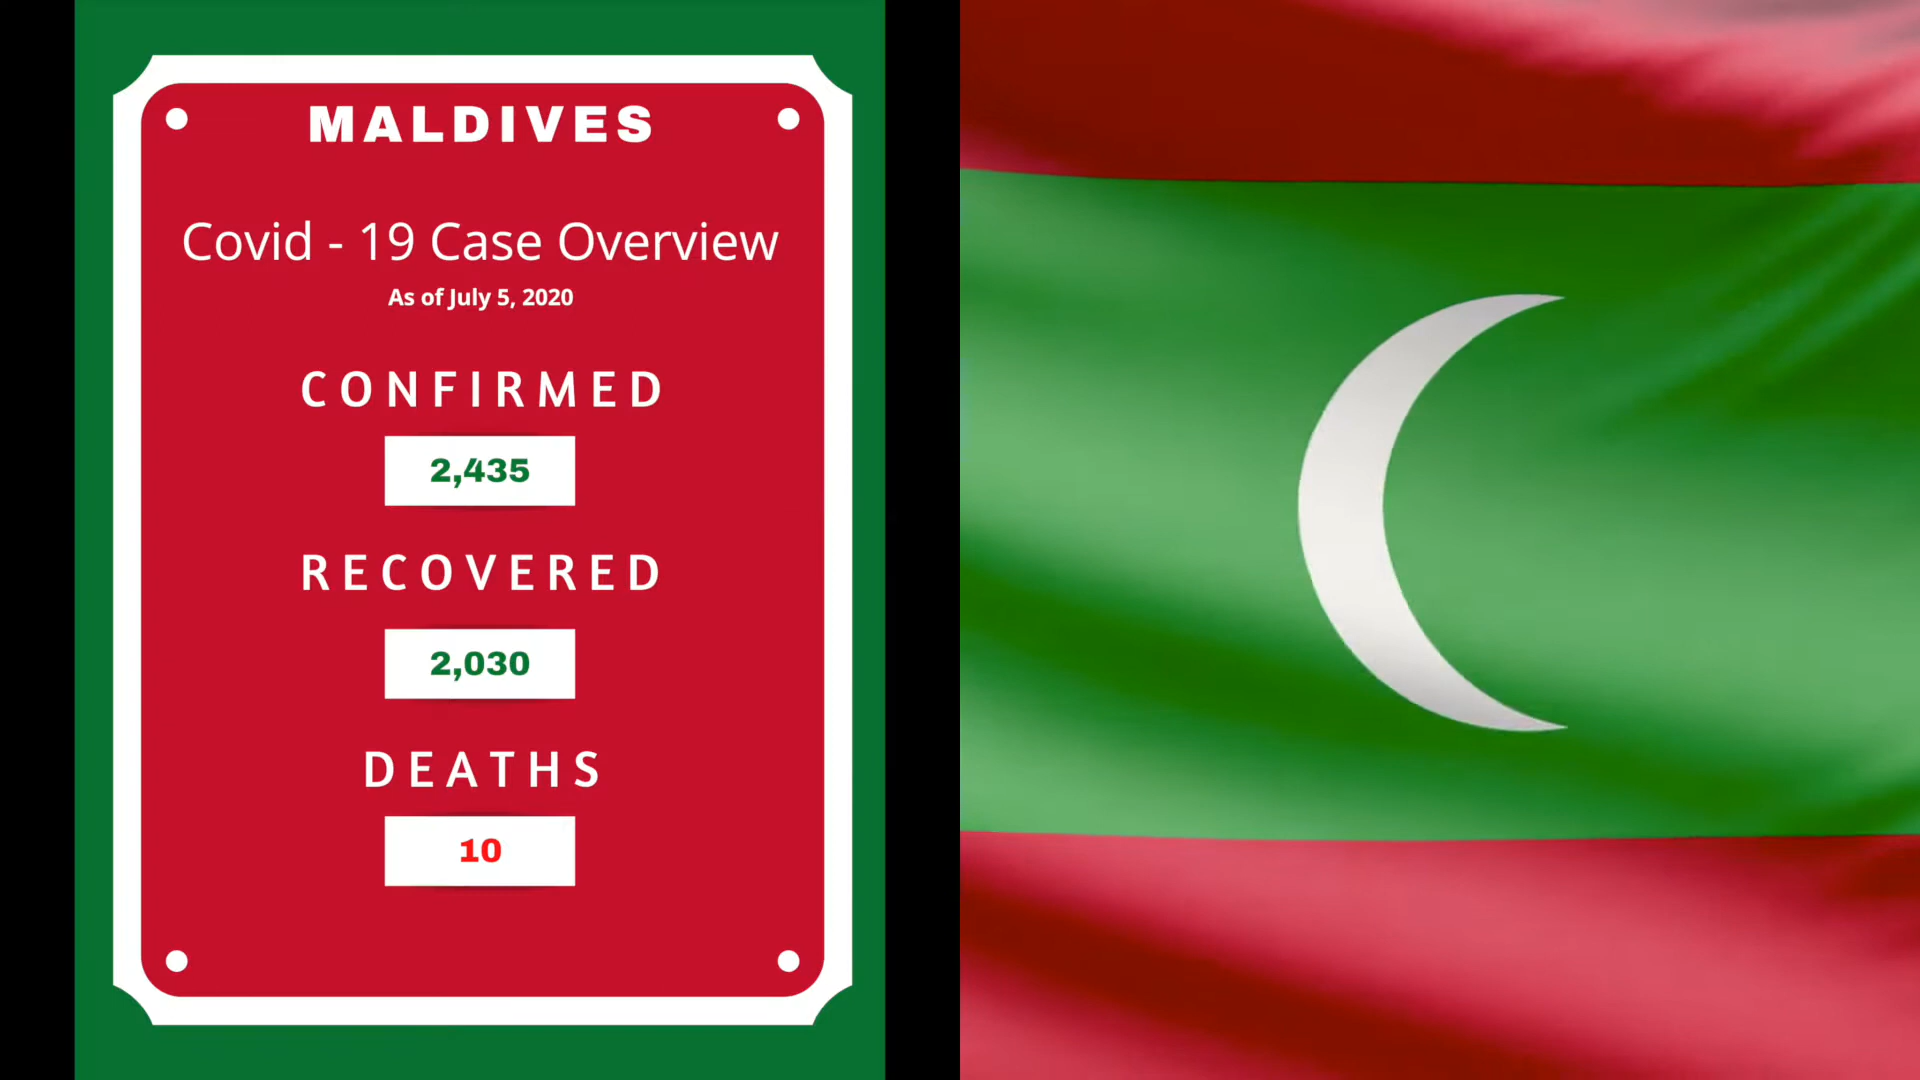 MALDIVES
Covid - 19 Case Overview
As of July 5, 2020
CONFIRMED
2,435
RECOVERED
2,030
DEATHS
10